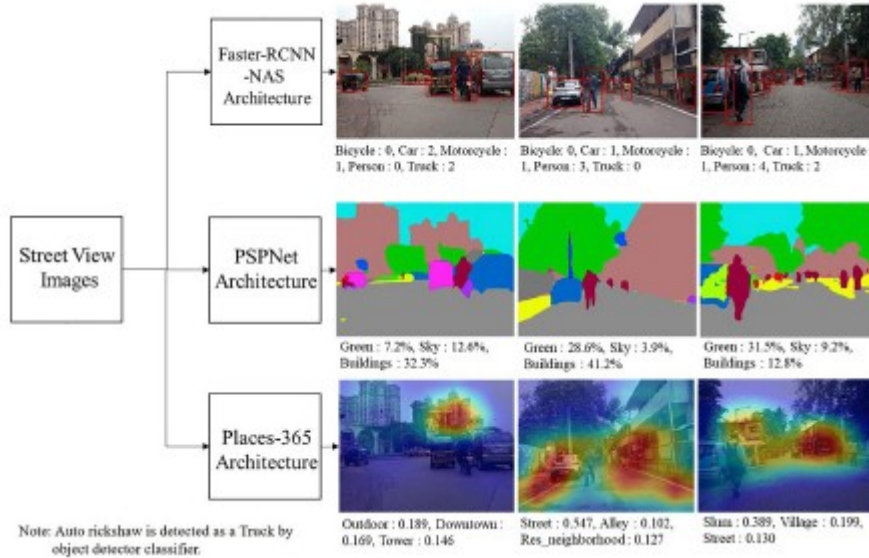 Faster-RCNN
-NAS
Architecture
Bicycle : 0, Car : 2, Motorcycle :
1, Person : 0, Truck : 2
Bicycle: 0, Car : 1, Motorcycle
: 1, Person : 3, Truck : 0
Bicycle: 0, Car : 1, Motorcycle
1, Person : 4, Truck : 2
Street View
Images
PSPNet
Architecture
Green : 7.2%, Sky : 12.6%,
Buildings : 32.3%
Green : 28.6%, Sky : 3.9%,
Buildings : 41.2%
Green : 31.5%, Sky : 9.2%,
Buildings : 12.8%
Places-365
Architecture
Outdoor : 0.189, Downtown :
0.169, Tower : 0.146
Street : 0.547, Alley : 0.102,
Res_neighborhood : 0.127
Slum : 0.389, Village : 0.199,
Street : 0.130
Note: Auto rickshaw is detected as a Truck by
object detector classifier.